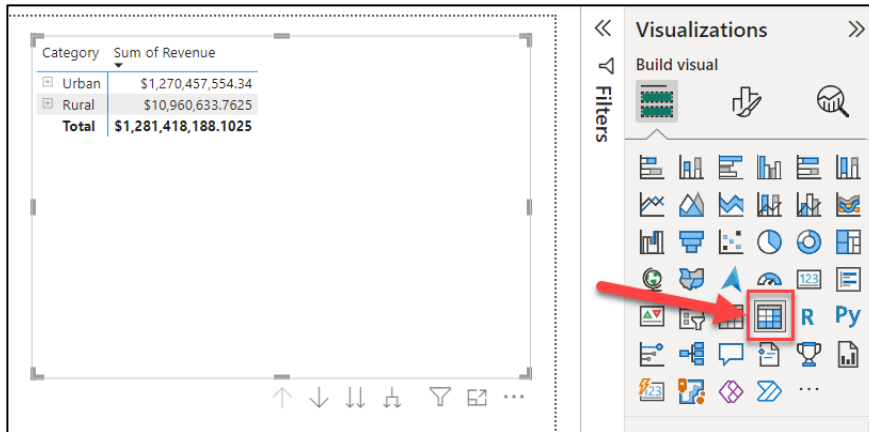 Category Sum of Revenue
Urban $1,270,457,554.34
Rural $10,960,633.7625
Total $1,281,418,188.1025
Filters
Visualizations
Build visual
123
R Py
123